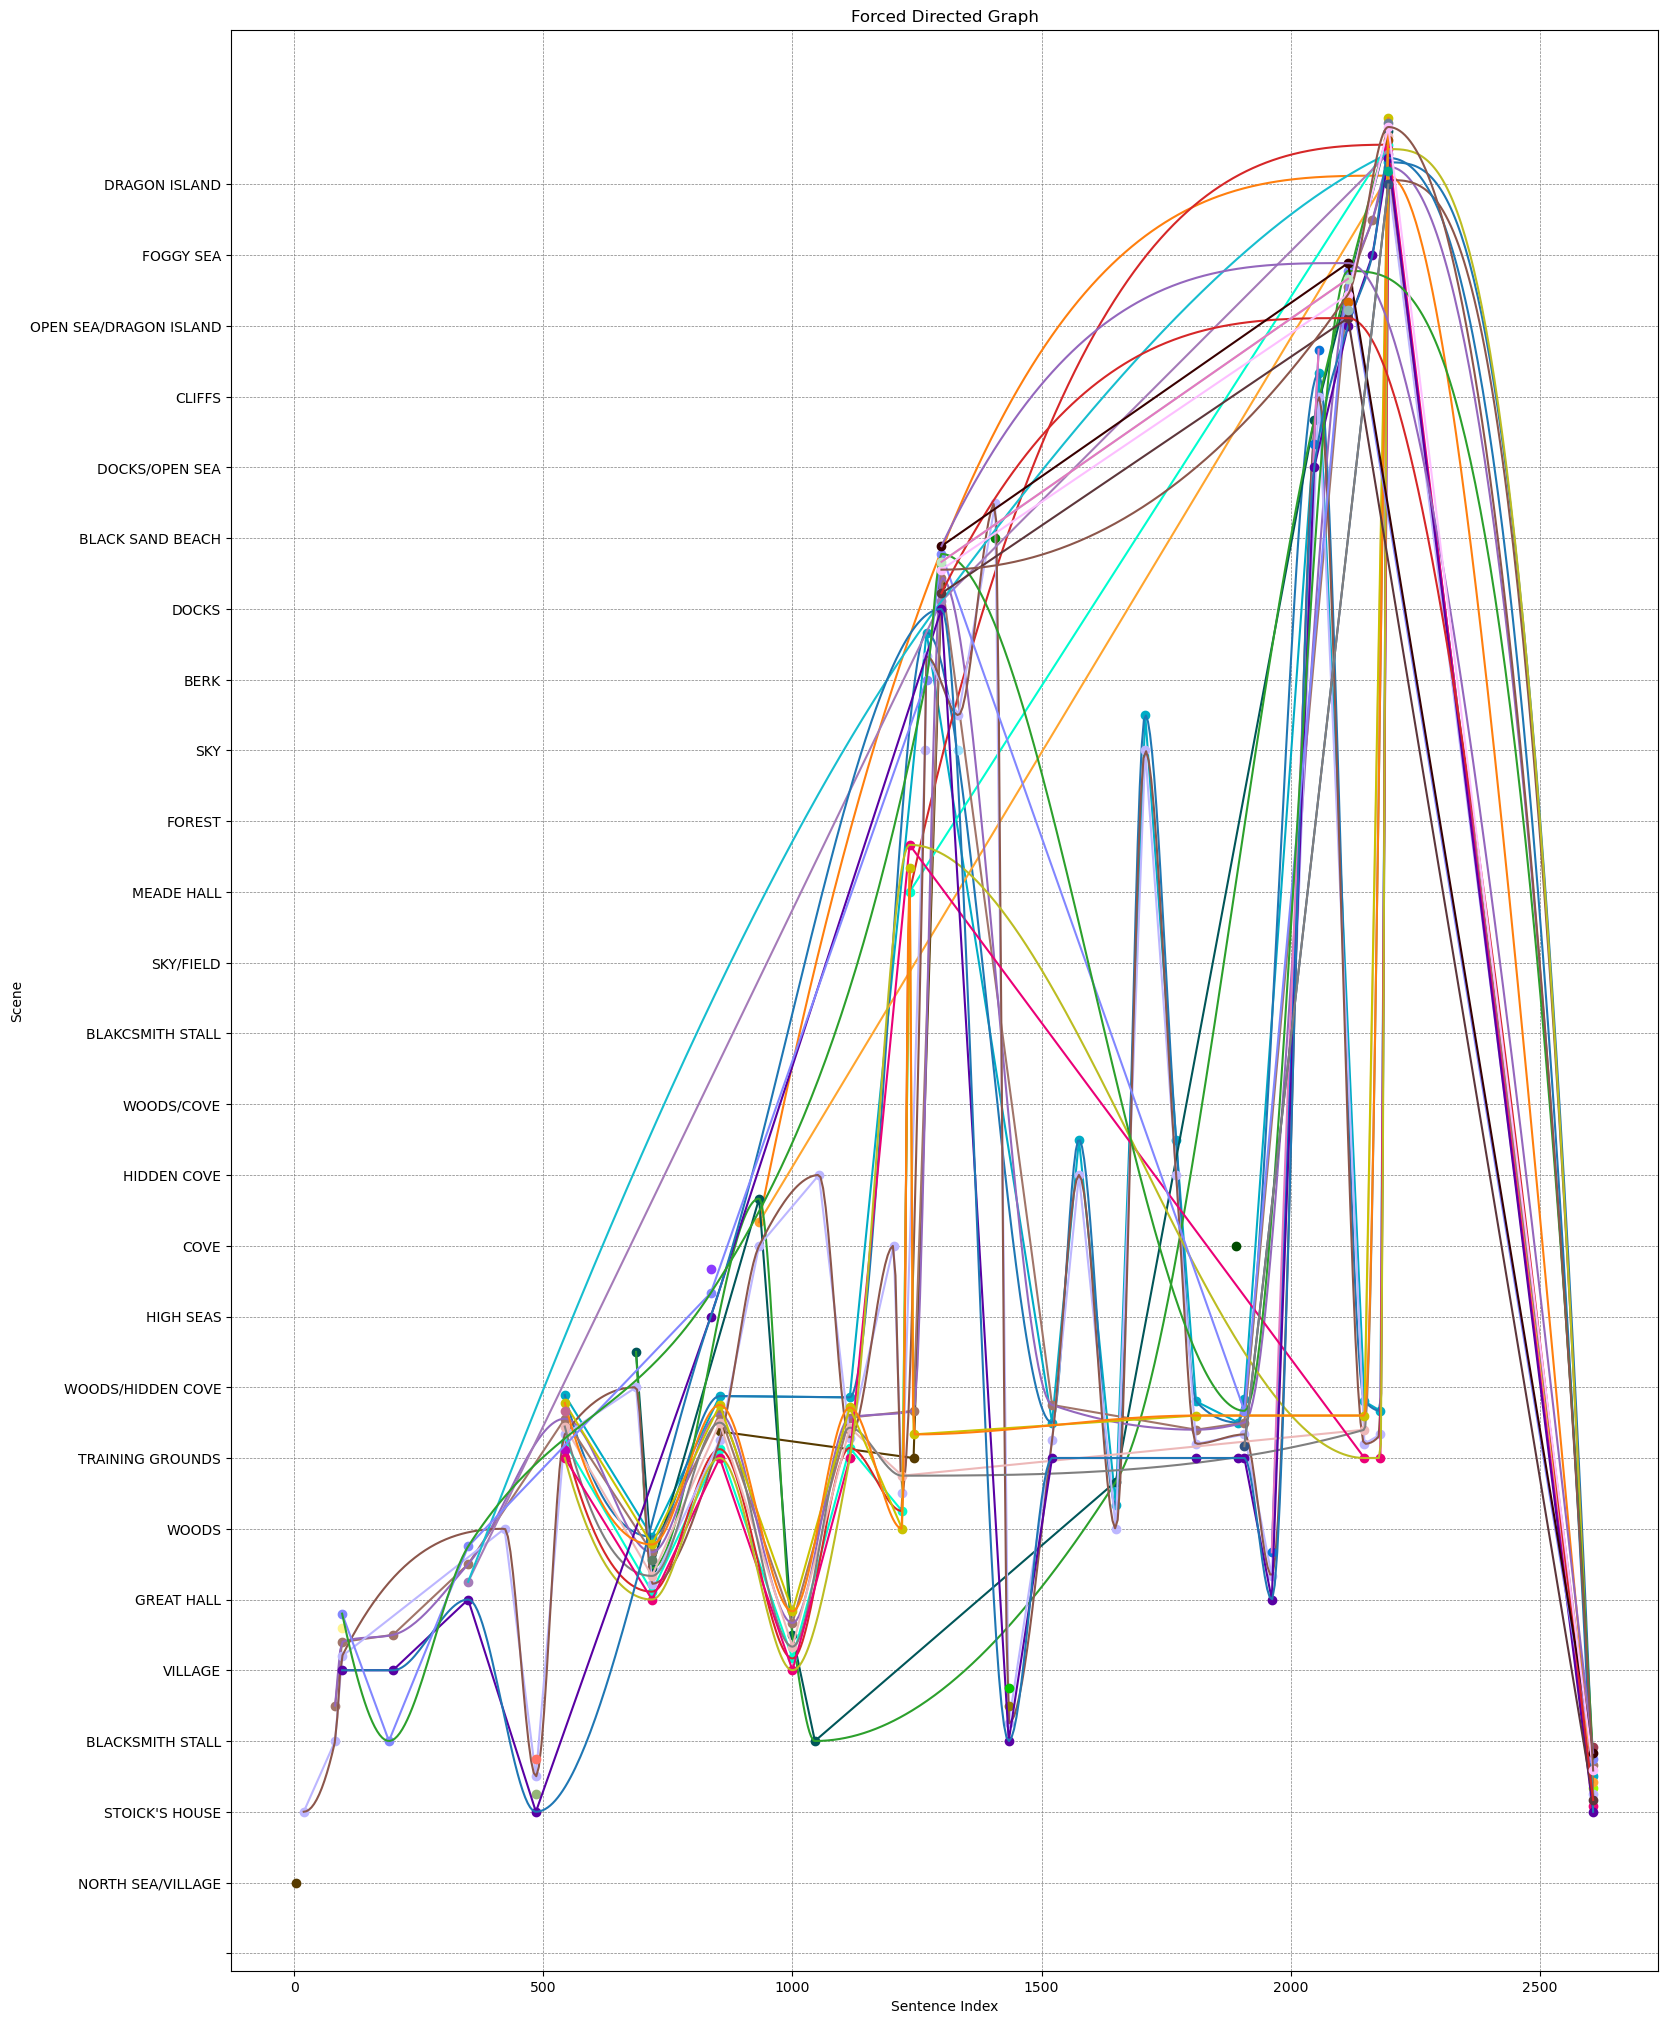 Forced Directed Graph
DRAGON ISLAND
FOGGY SEA
OPEN SEA/DRAGON ISLAND
CLIFFS
DOCKS/OPEN SEA
BLACK SAND BEACH
DOCKS
BERK
SKY
FOREST
MEADE HALL
SKY/FIELD
BLAKCSMITH STALL
WOODS/COVE
HIDDEN COVE
COVE
HIGH SEAS
WOODS/HIDDEN COVE
TRAINING GROUNDS
WOODS
GREAT HALL
VILLAGE
BLACKSMITH STALL
STOICK'S HOUSE
NORTH SEA/VILLAGE
Scene
0 500 1000 1500 2000 2500
Sentence Index